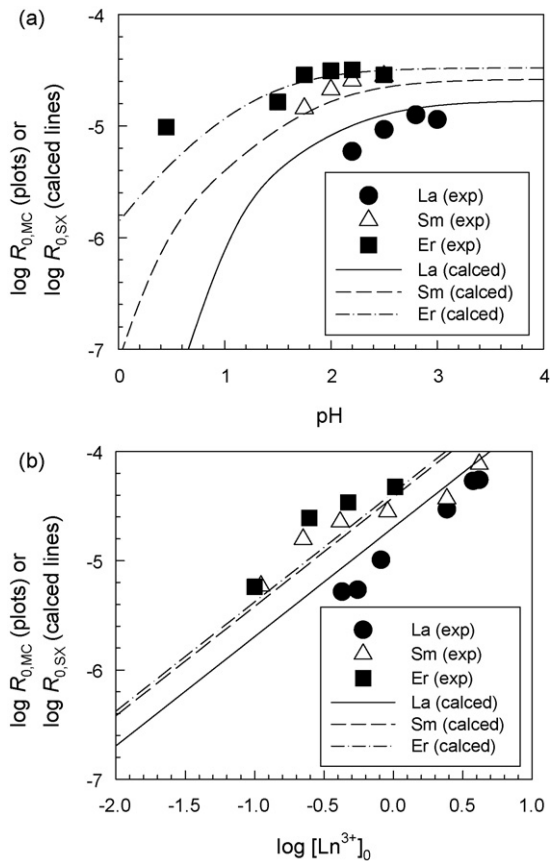 (a)
-4
-5
-6
-7
log R0,MC (plots) or
log R0,SX (calced lines)
La (exp)
Sm (exp)
Er (exp)
La (calced)
Sm (calced)
Er (calced)
0 1 2 3 4
pH
(b)
-4
-5
-6
-7
log R0,MC (plots) or
log R0,SX (calced lines)
La (exp)
Sm (exp)
Er (exp)
La (calced)
Sm (calced)
Er (calced)
-2.0 -1.5 -1.0 -0.5 0.0 0.5 1.0
log [Ln3+]0